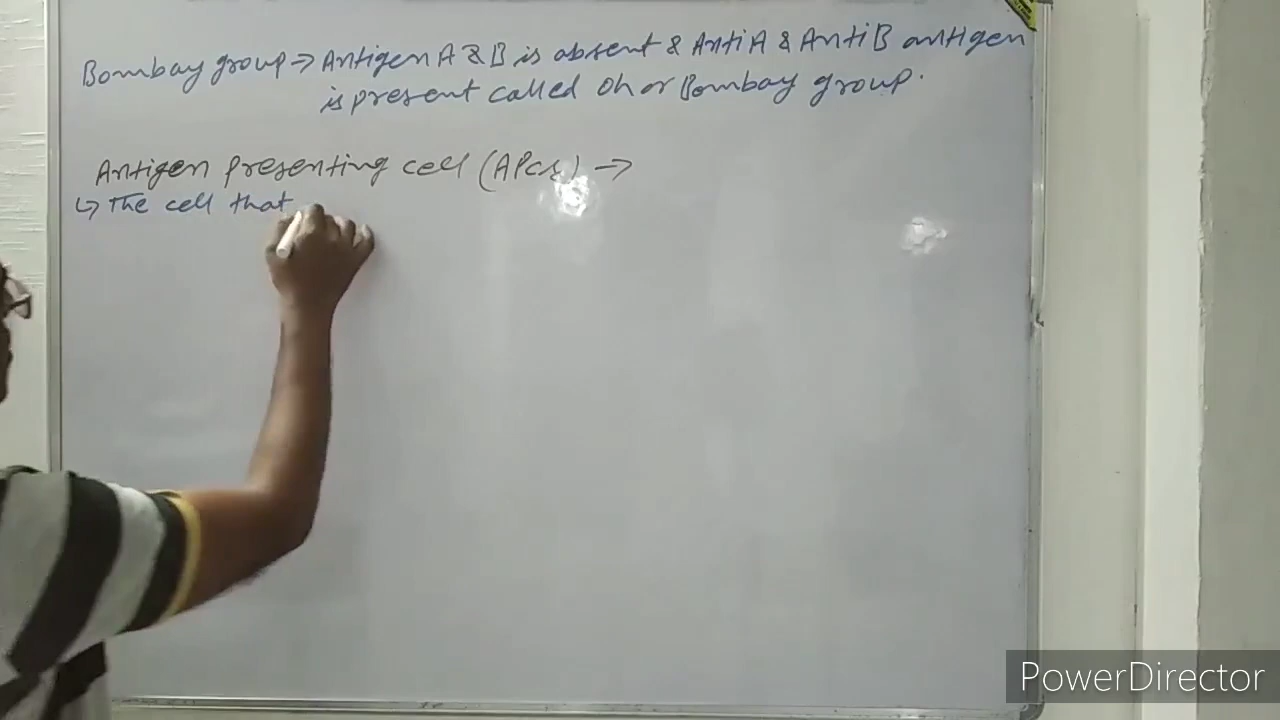 Bombay group → Antigen A & B is absent & Anti A & Anti B antigen
is present called Oh or Bombay group.
Antigen Presenting cell (APCs) →
↳ The cell that
PowerDirector